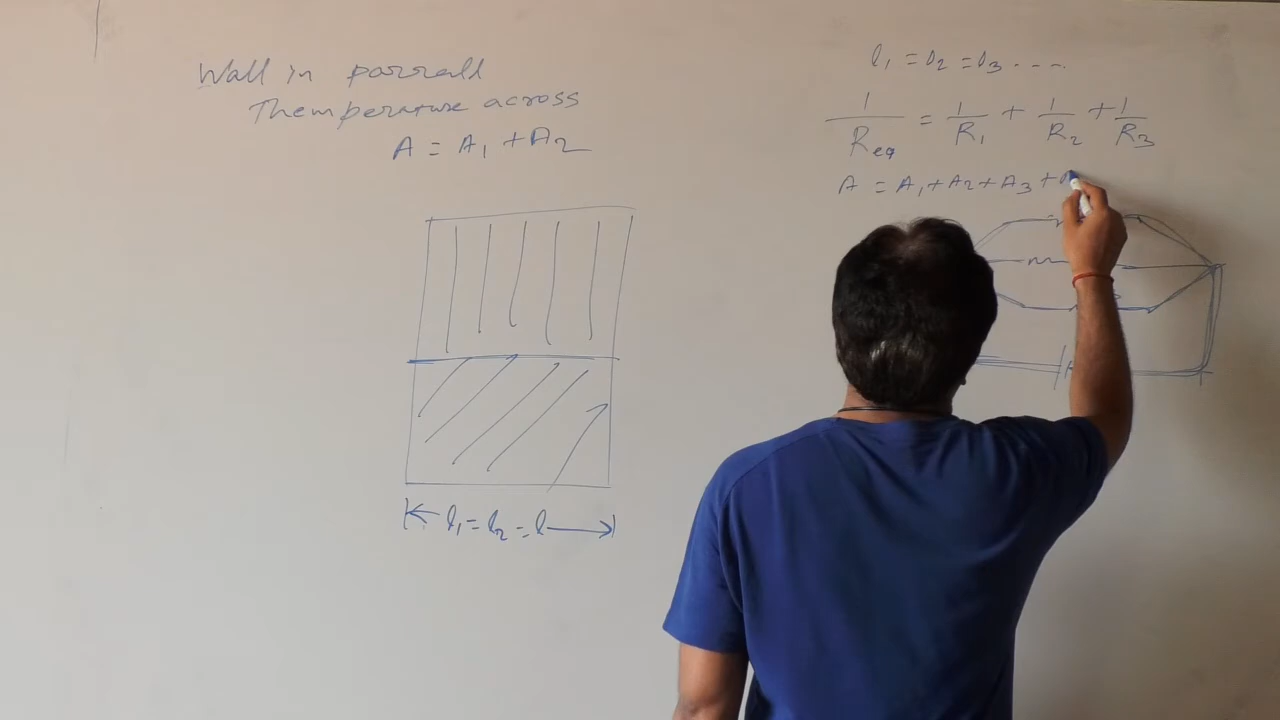 Wall in parrall
Themperature across
A = A1 + A2
l1 = l2 = l
l1 = l2 = l3 ....
1/Req = 1/R1 + 1/R2 + 1/R3
A = A1 + A2 + A3 +